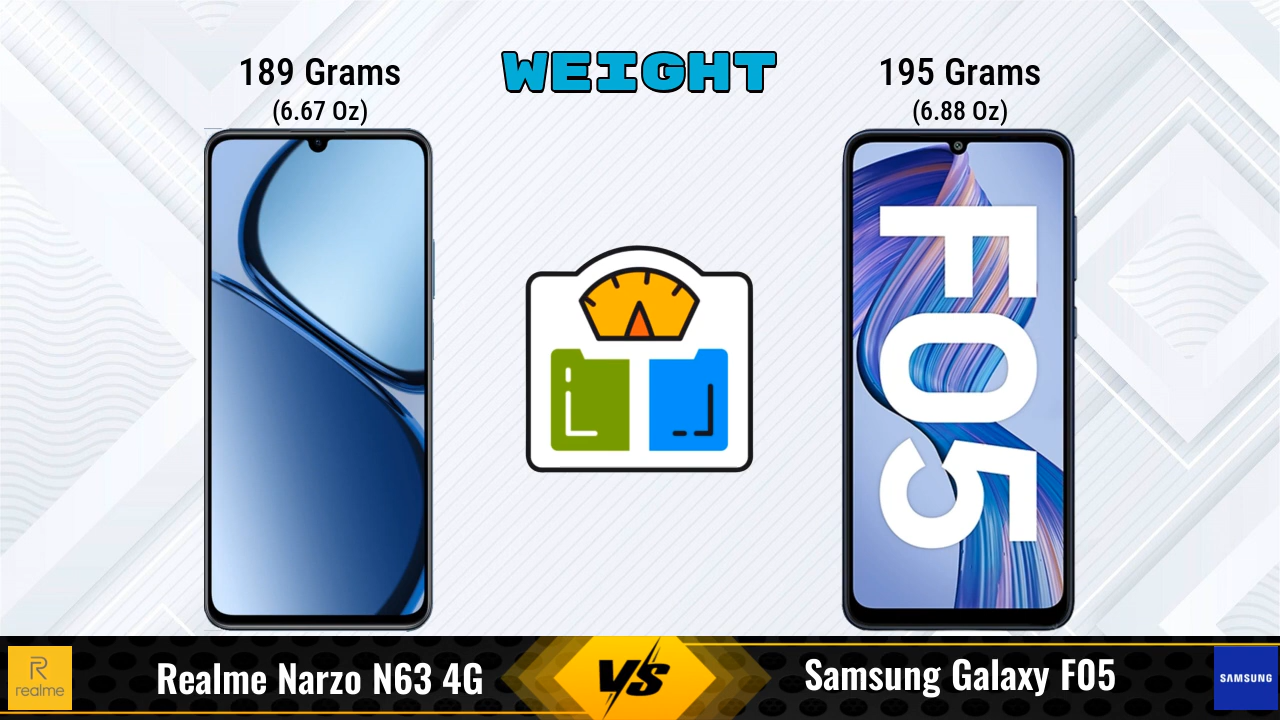 WEIGHT
189 Grams
(6.67 Oz)
195 Grams
(6.88 Oz)
F05
realme
Realme Narzo N63 4G
VS
Samsung Galaxy F05
SAMSUNG